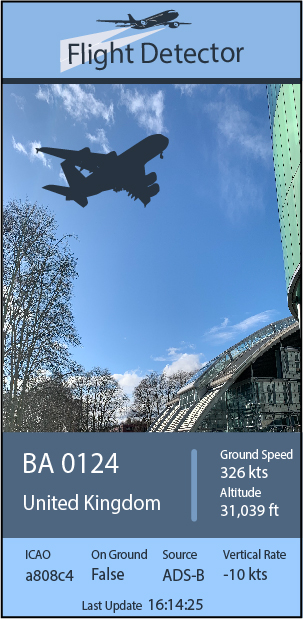 Flight Detector
BA 0124
United Kingdom
Ground Speed
326 kts
Altitude
31,039 ft
ICAO
a808c4
On Ground
False
Source
ADS-B
Vertical Rate
-10 kts
Last Update 16:14:25